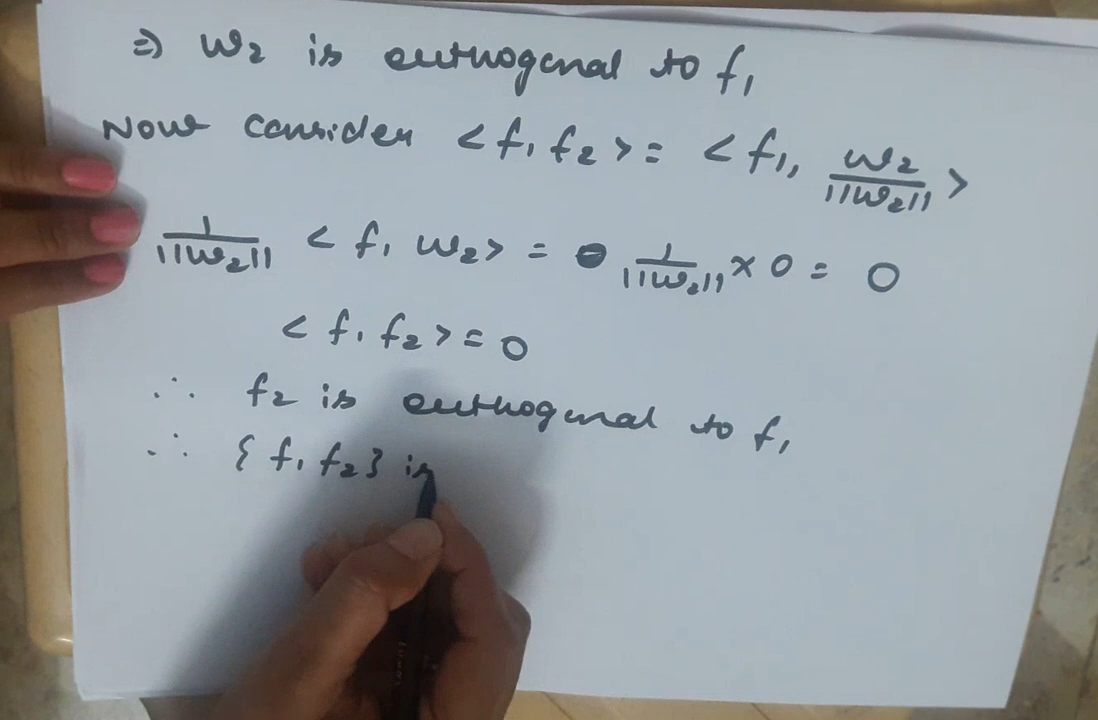 ⇒ w₂ is orthogonal to f₁
Now consider <f₁ f₂> = <f₁, w₂/||w₂||>
1/||w₂|| <f₁ w₂> = 1/||w₂|| × 0 = 0
<f₁ f₂> = 0
∴ f₂ is orthogonal to f₁
∴ {f₁ f₂} is